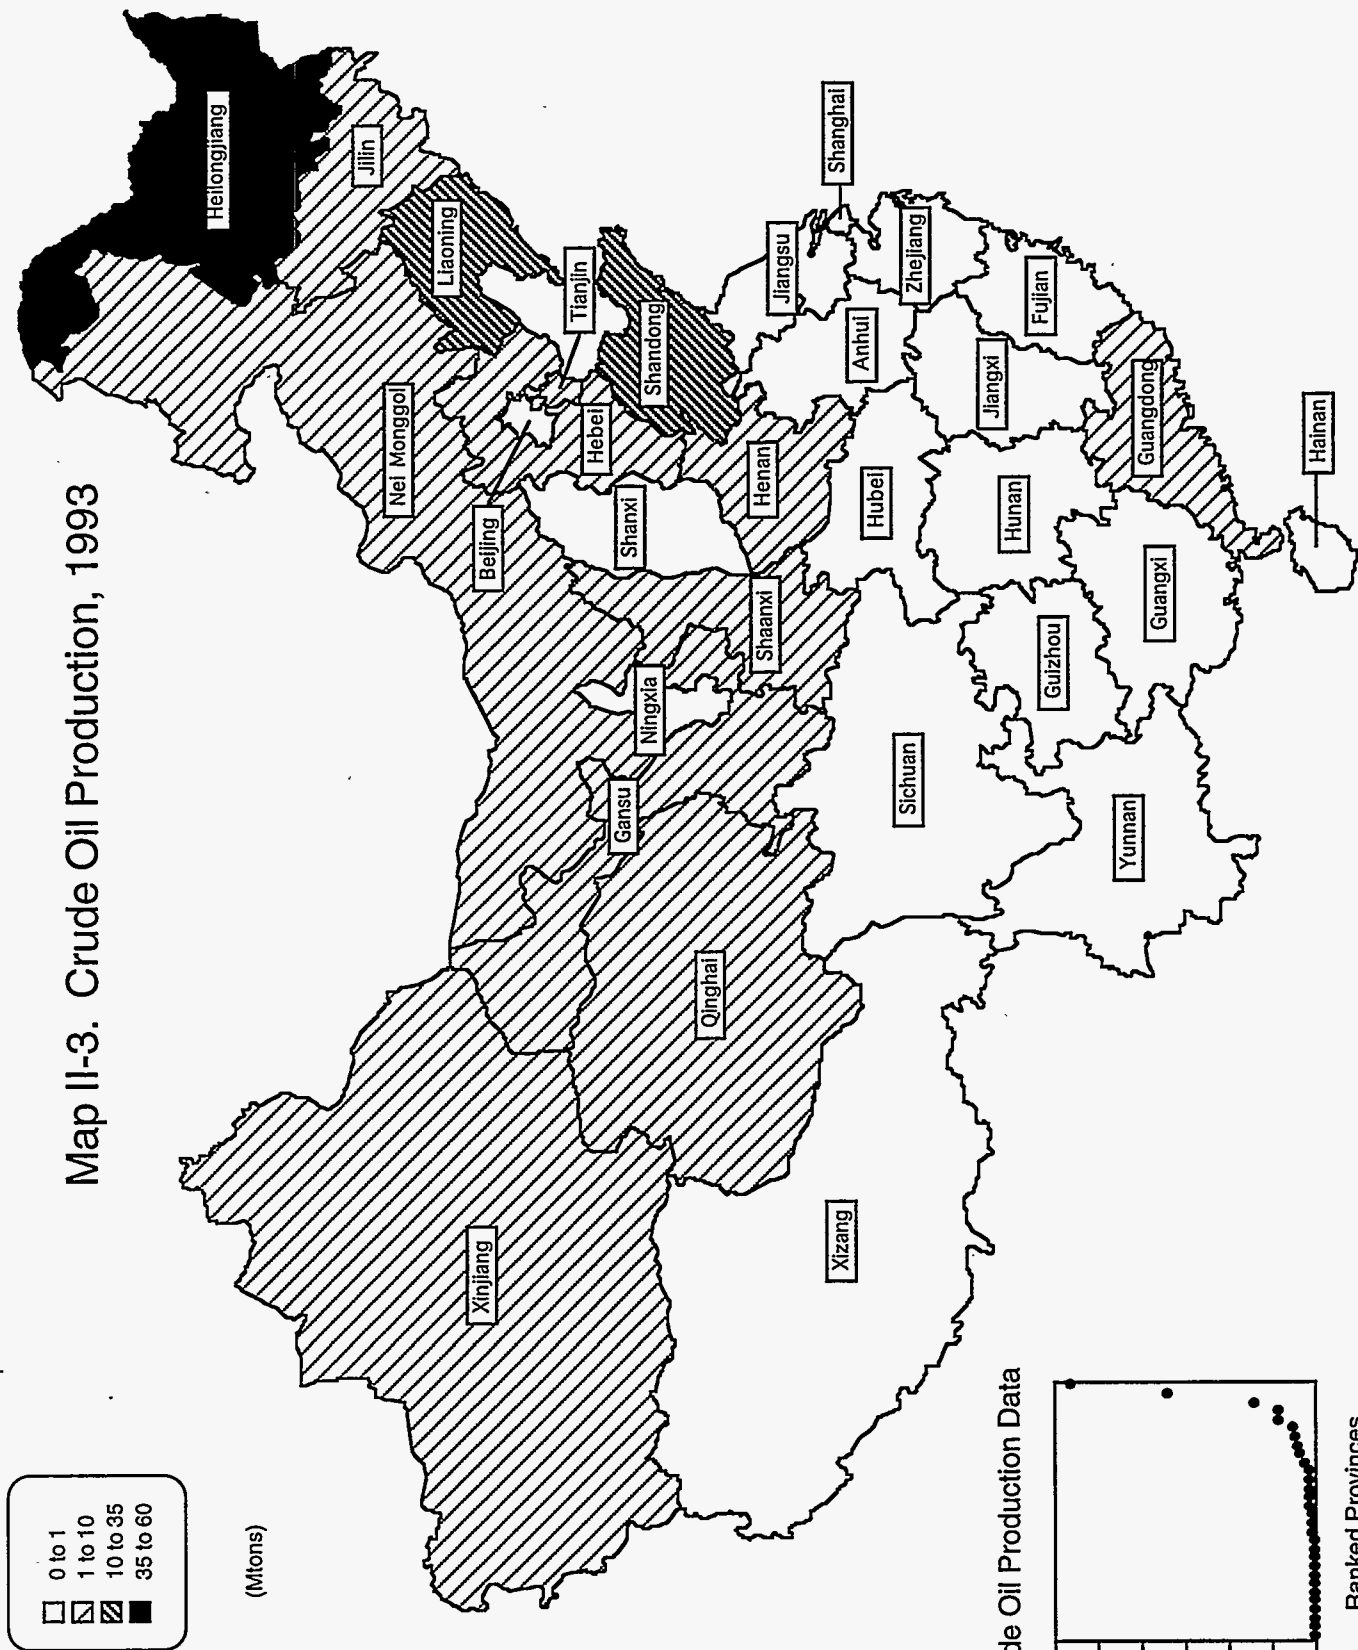 Map II-3. Crude Oil Production, 1993
0 to 1
1 to 10
10 to 35
35 to 60
(Mtons)
Heilongjiang
Jilin
Liaoning
Nei Monggol
Beijing
Tianjin
Hebei
Shandong
Shanxi
Henan
Shaanxi
Ningxia
Gansu
Qinghai
Xinjiang
Xizang
Sichuan
Hubei
Anhui
Jiangsu
Shanghai
Zhejiang
Jiangxi
Fujian
Hunan
Guizhou
Yunnan
Guangxi
Guangdong
Hainan
de Oil Production Data
Ranked Provinces